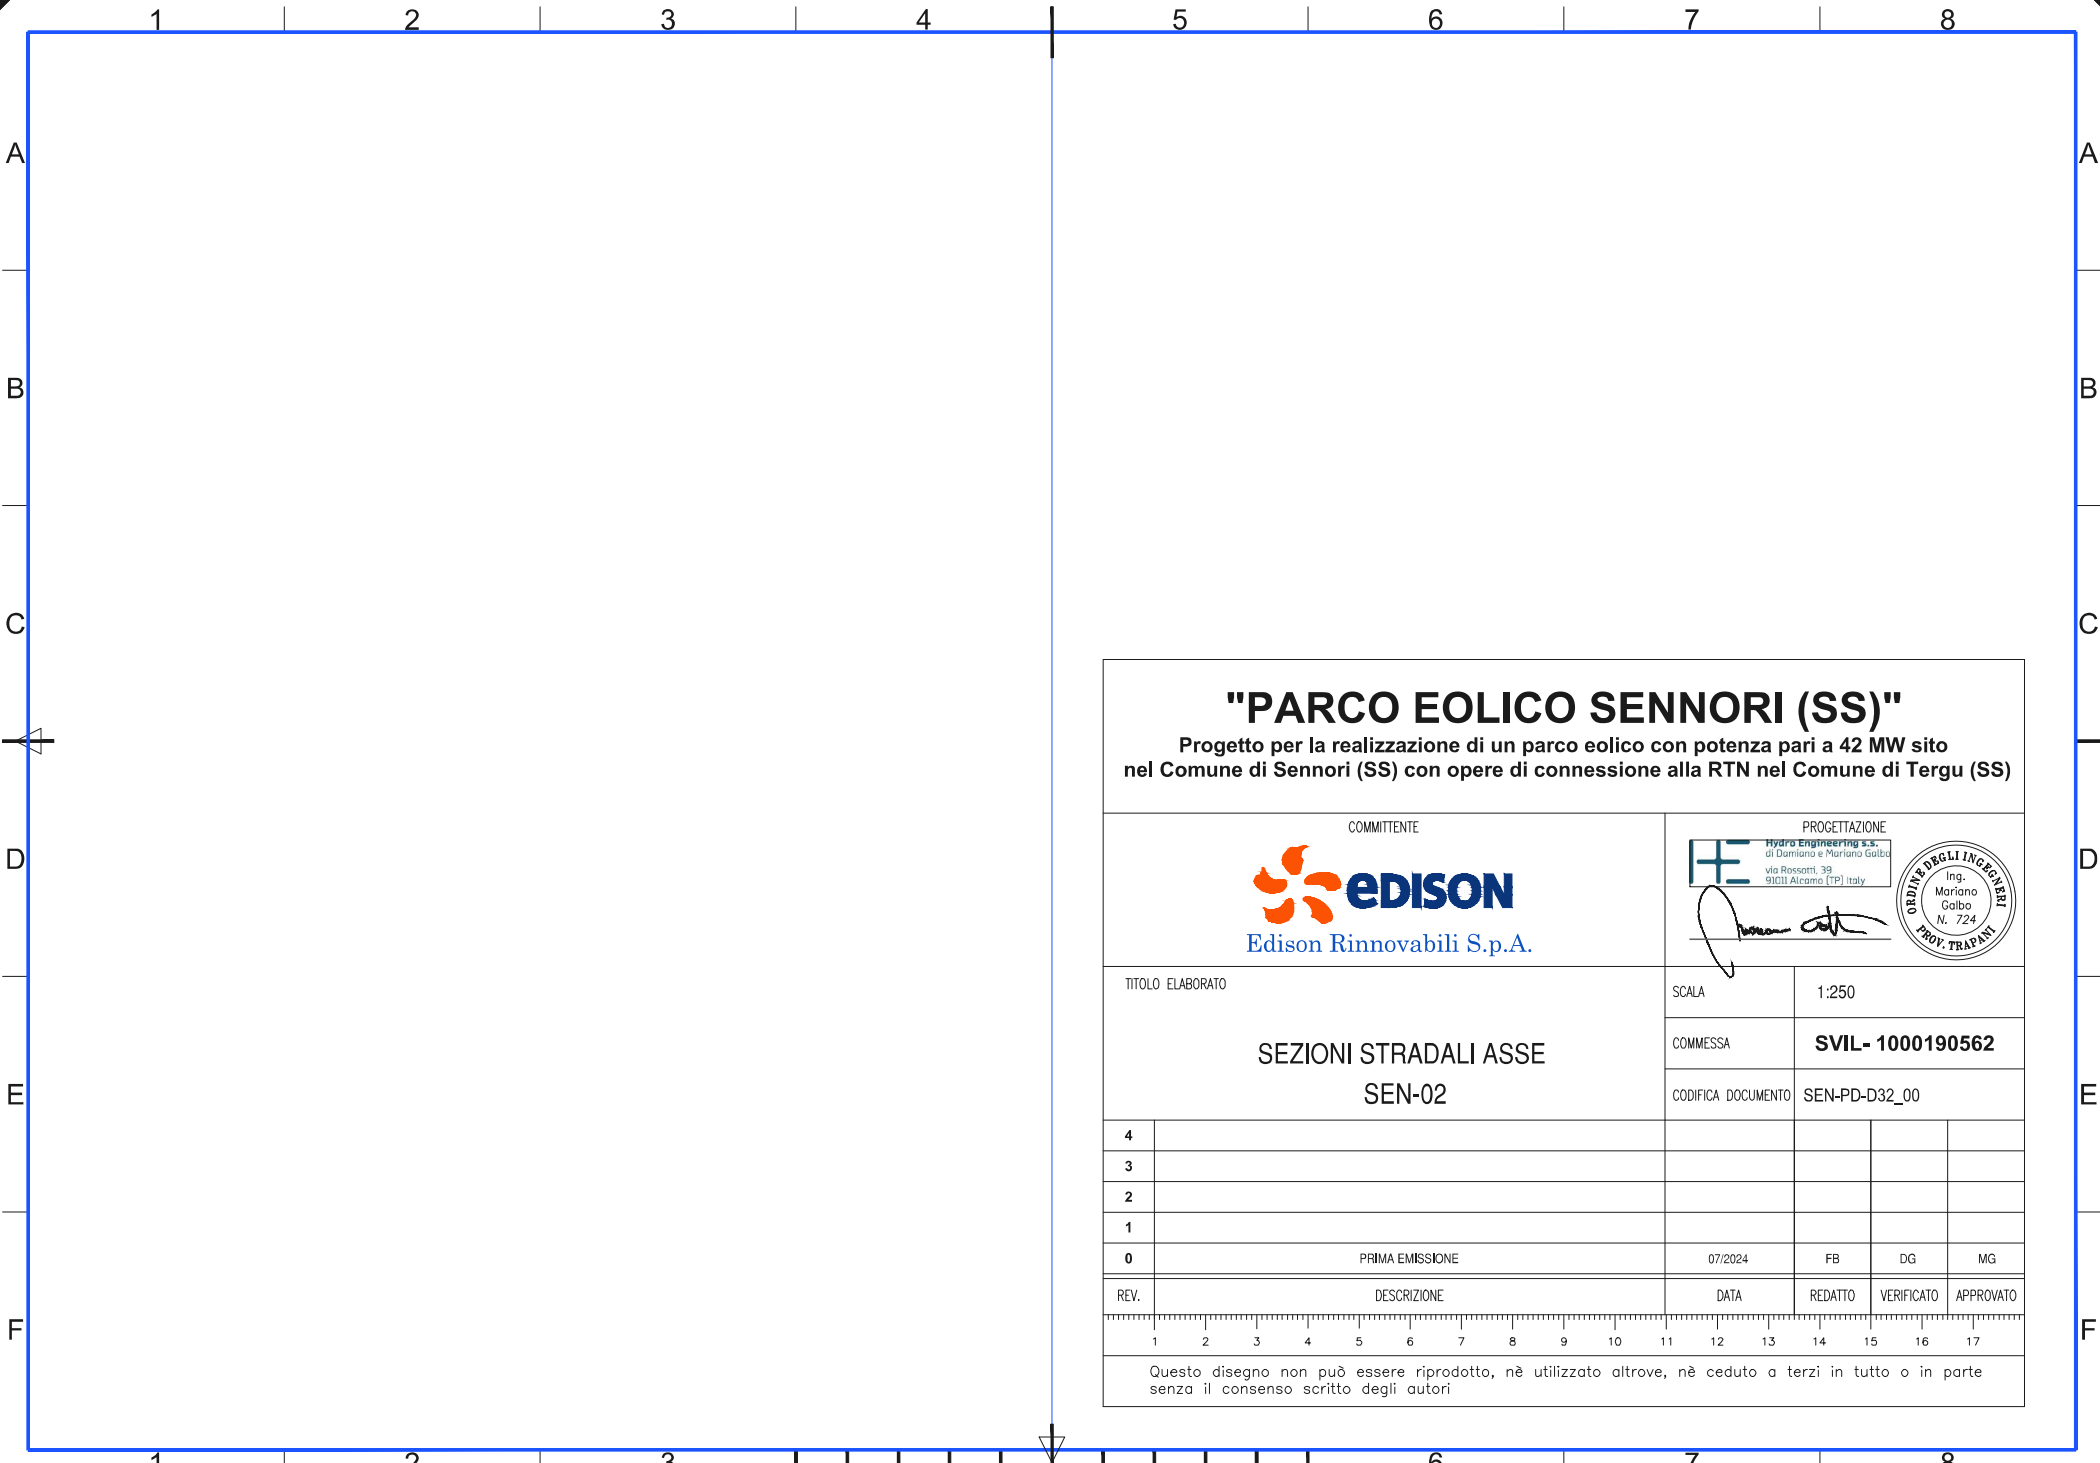 1 2 3 4 5 6 7 8
A A
B B
C C
"PARCO EOLICO SENNORI (SS)"
Progetto per la realizzazione di un parco eolico con potenza pari a 42 MW sito
nel Comune di Sennori (SS) con opere di connessione alla RTN nel Comune di Tergu (SS)
COMMITTENTE
eDISON
Edison Rinnovabili S.p.A.
PROGETTAZIONE
Hydro Engineering s.s.
di Damiano e Mariano Galbo
via Rossotti, 39
91011 Alcamo (TP) Italy
ORDINE DEGLI INGEGNERI
Ing.
Mariano
Galbo
N. 724
PROV. TRAPANI
D D
TITOLO ELABORATO
SEZIONI STRADALI ASSE
SEN-02
SCALA 1:250
COMMESSA SVIL- 1000190562
CODIFICA DOCUMENTO SEN-PD-D32_00
E E
4
3
2
1
0 PRIMA EMISSIONE 07/2024 FB DG MG
REV. DESCRIZIONE DATA REDATTO VERIFICATO APPROVATO
F F
1 2 3 4 5 6 7 8 9 10 11 12 13 14 15 16 17
Questo disegno non può essere riprodotto, nè utilizzato altrove, nè ceduto a terzi in tutto o in parte
senza il consenso scritto degli autori
1 2 3 6 7 8